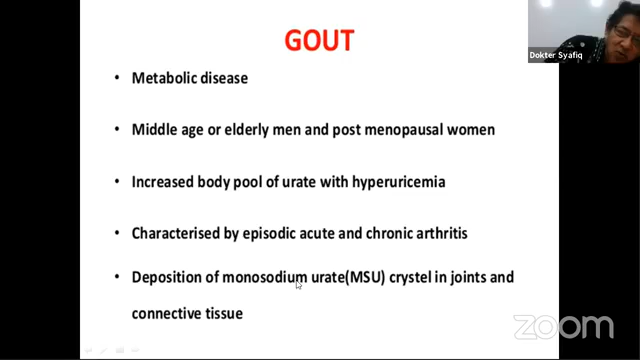 GOUT
Dokter Syafiq
• Metabolic disease
• Middle age or elderly men and post menopausal women
• Increased body pool of urate with hyperuricemia
• Characterised by episodic acute and chronic arthritis
• Deposition of monosodium urate(MSU) crystel in joints and
connective tissue
zoom